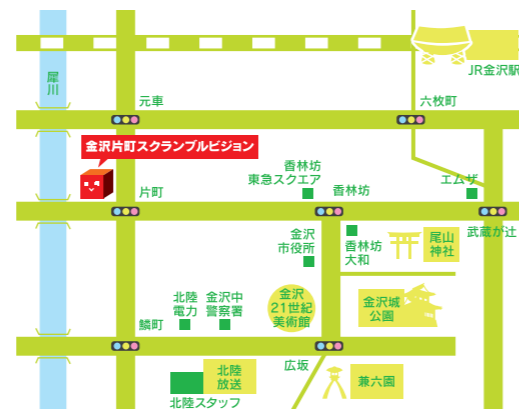 JR金沢駅
犀川
元車
六枚町
金沢片町スクランブルビジョン
香林坊
東急スクエア
香林坊
エムザ
片町
金沢
市役所
香林坊
大和
尾山
神社
武蔵が辻
北陸
電力
金沢中
警察署
金沢
21世紀
美術館
金沢城
公園
鱗町
広坂
北陸
放送
兼六園
北陸スタッフ